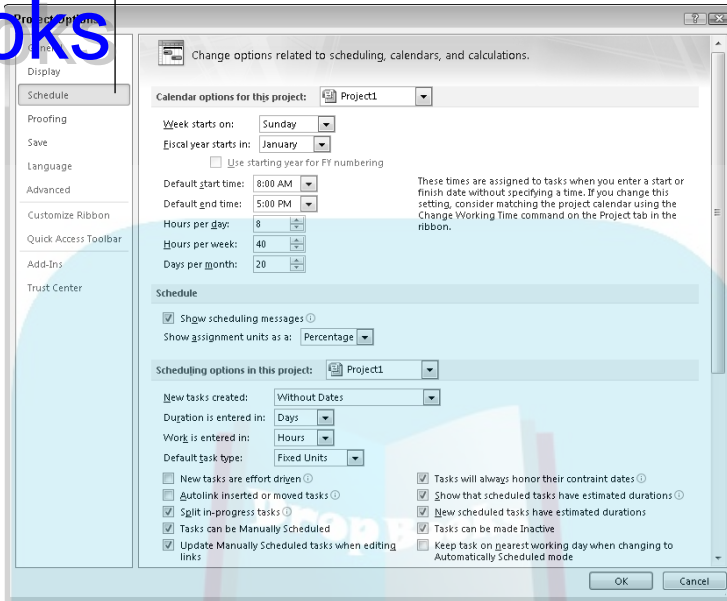 Project Options
oks
General
Display
Schedule
Proofing
Save
Language
Advanced
Customize Ribbon
Quick Access Toolbar
Add-Ins
Trust Center
Change options related to scheduling, calendars, and calculations.
Calendar options for this project: Project1
Week starts on: Sunday
Fiscal year starts in: January
Use starting year for FY numbering
Default start time: 8:00 AM
Default end time: 5:00 PM
Hours per day: 8
Hours per week: 40
Days per month: 20
These times are assigned to tasks when you enter a start or
finish date without specifying a time. If you change this
setting, consider matching the project calendar using the
Change Working Time command on the Project tab in the
ribbon.
Schedule
Show scheduling messages
Show assignment units as a: Percentage
Scheduling options in this project: Project1
New tasks created: Without Dates
Duration is entered in: Days
Work is entered in: Hours
Default task type: Fixed Units
New tasks are effort driven
Autolink inserted or moved tasks
Split in-progress tasks
Tasks can be Manually Scheduled
Update Manually Scheduled tasks when editing
links
Tasks will always honor their contraint dates
Show that scheduled tasks have estimated durations
New scheduled tasks have estimated durations
Tasks can be made Inactive
Keep task on nearest working day when changing to
Automatically Scheduled mode
OK Cancel